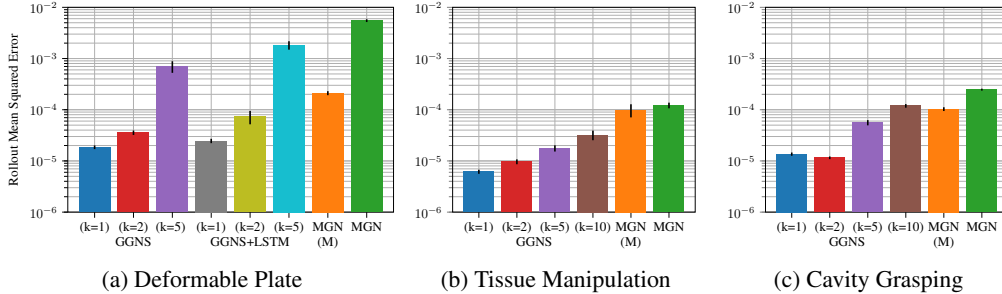 Rollout Mean Squared Error
10⁻²
10⁻³
10⁻⁴
10⁻⁵
10⁻⁶
(k=1) (k=2) (k=5) (k=1) (k=2) (k=5) MGN MGN
GGNS GGNS+LSTM (M)
(a) Deformable Plate
10⁻²
10⁻³
10⁻⁴
10⁻⁵
10⁻⁶
(k=1) (k=2) (k=5) (k=10) MGN MGN
GGNS (M)
(b) Tissue Manipulation
10⁻²
10⁻³
10⁻⁴
10⁻⁵
10⁻⁶
(k=1) (k=2) (k=5) (k=10) MGN MGN
GGNS (M)
(c) Cavity Grasping